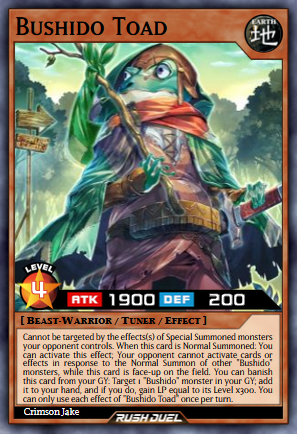 BUSHIDO TOAD
EARTH
地
LEVEL
4
ATK 1900 DEF 200
[ BEAST-WARRIOR / TUNER / EFFECT ]
Cannot be targeted by the effects(s) of Special Summoned monsters
your opponent controls. When this card is Normal Summoned: You
can activate this effect; Your opponent cannot activate cards or
effects in response to the Normal Summon of other "Bushido"
monsters, while this card is face-up on the field. You can banish
this card from your GY: Target 1 "Bushido" monster in your GY; add
it to your hand, and if you do, gain LP equal to its Level x300. You
can only use each effect of "Bushido Toad" once per turn.
Crimson Jake
RUSH DUEL